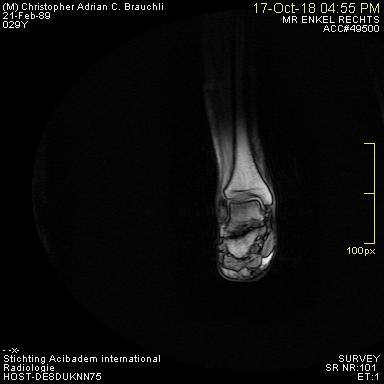 (M) Christopher Adrian C. Brauchli
21-Feb-89
029Y
17-Oct-18 04:55 PM
MR ENKEL RECHTS
ACC#49500
100px
--x-
Stichting Acibadem international
Radiologie
HOST-DE8DUKNN75
SURVEY
SR NR:101
ET:1